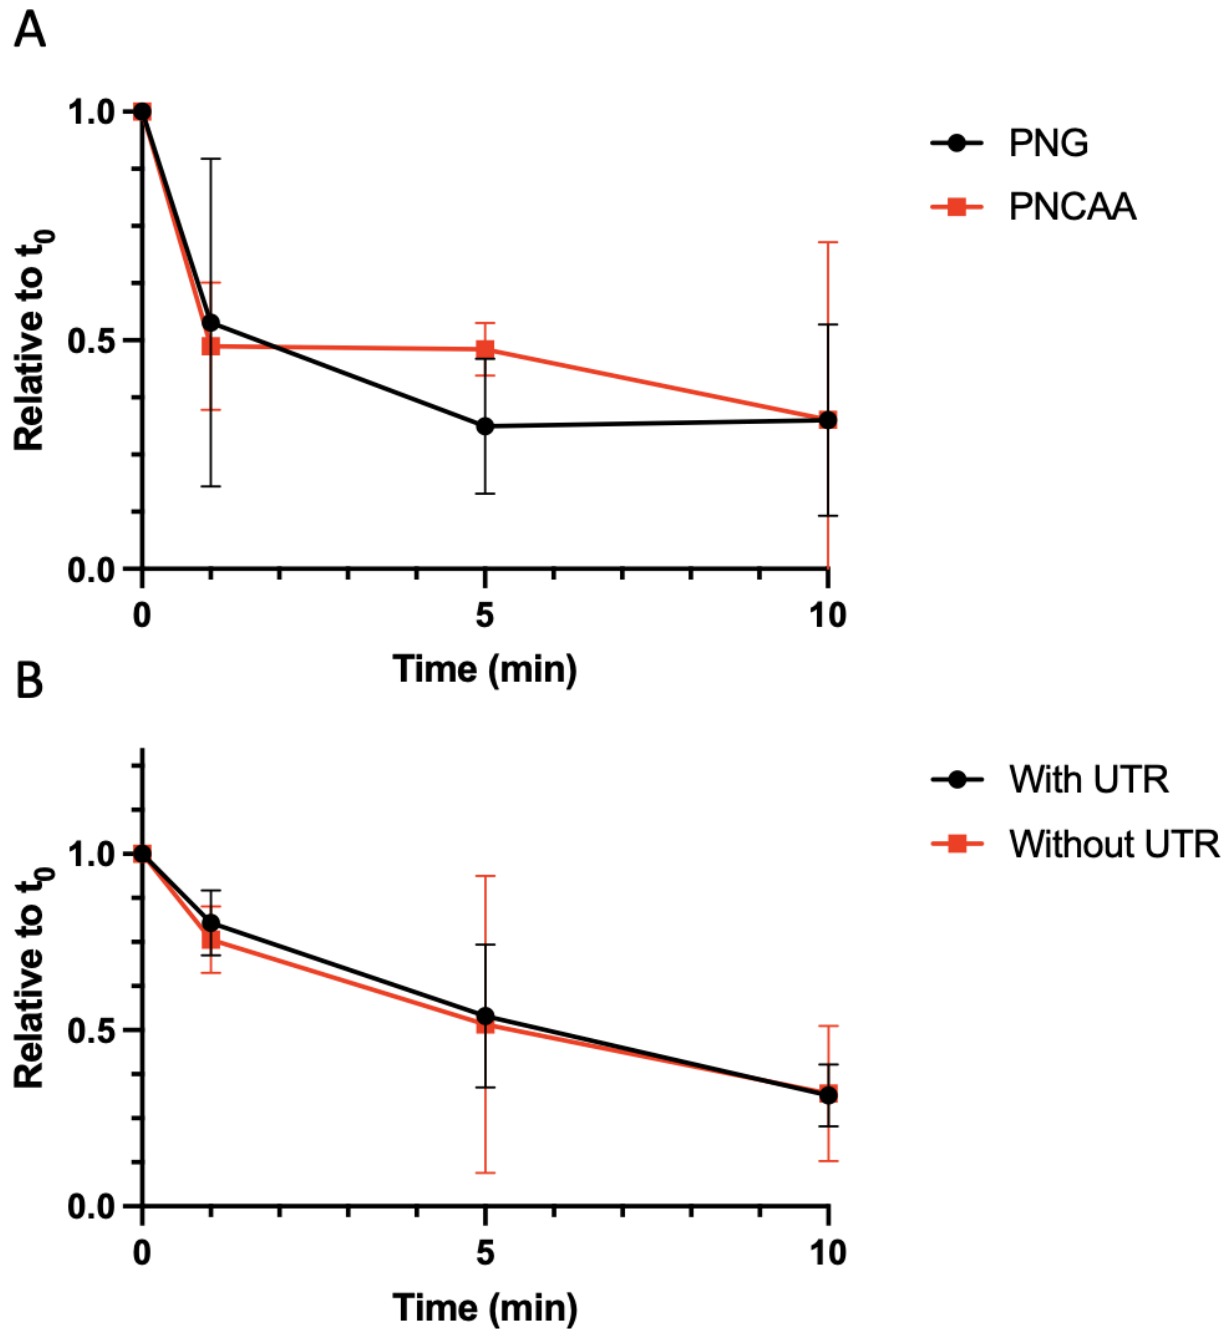 A
1.0
0.5
0.0
Relative to t0
0
5
10
Time (min)
PNG
PNCAA
B
1.0
0.5
0.0
Relative to t0
0
5
10
Time (min)
With UTR
Without UTR